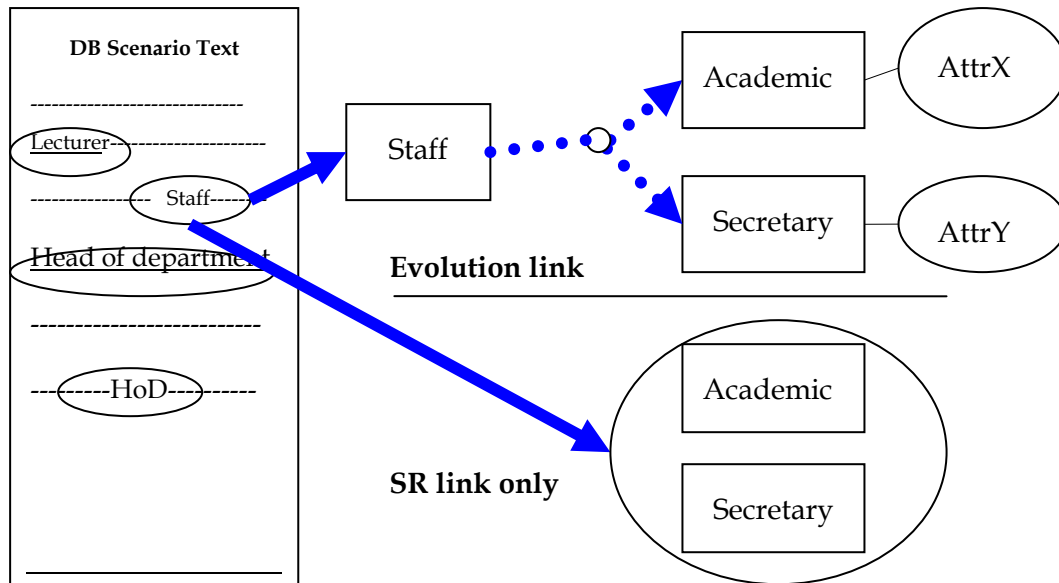 DB Scenario Text
------------------------------
Lecturer----------------------
----------------- Staff--------
Head of department
------------------------------
-----------HoD------------
Staff
Academic
AttrX
Secretary
AttrY
Evolution link
Academic
SR link only
Secretary